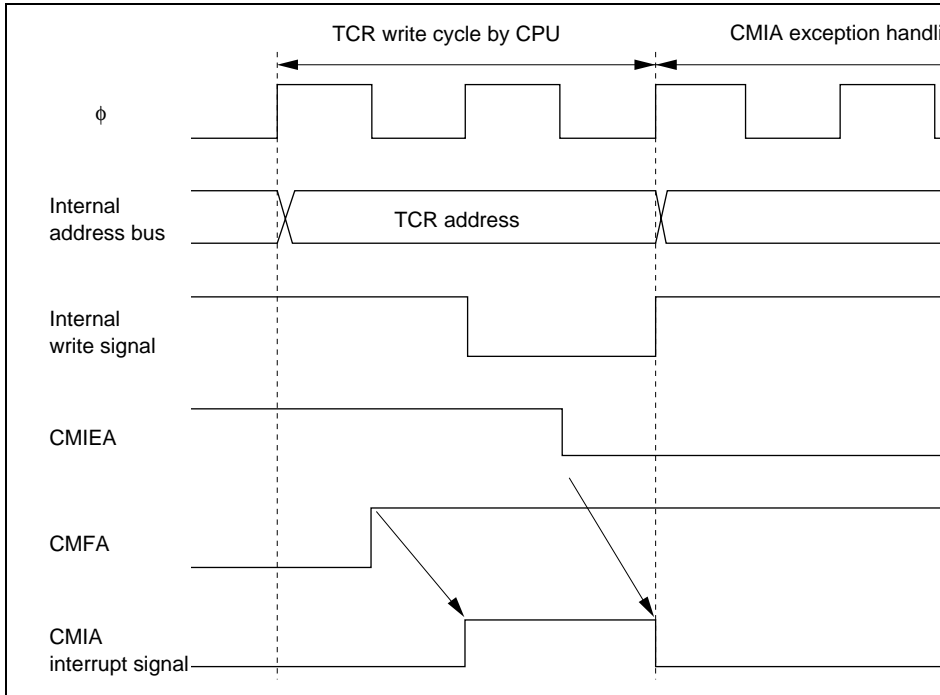 TCR write cycle by CPU
CMIA exception handli
ϕ
Internal
address bus
TCR address
Internal
write signal
CMIEA
CMFA
CMIA
interrupt signal